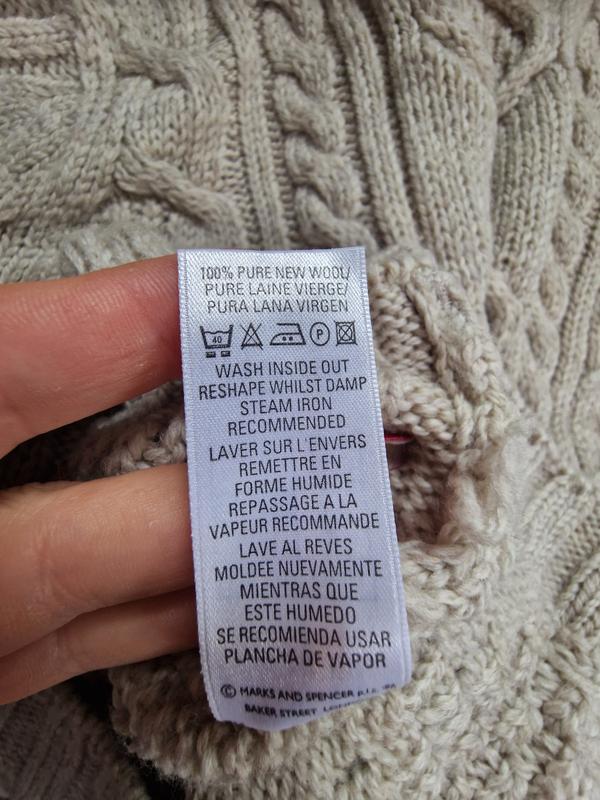 100% PURE NEW WOOL/
PURE LAINE VIERGE/
PURA LANA VIRGEN
40 P
WASH INSIDE OUT
RESHAPE WHILST DAMP
STEAM IRON
RECOMMENDED
LAVER SUR L'ENVERS
REMETTRE EN
FORME HUMIDE
REPASSAGE A LA
VAPEUR RECOMMANDE
LAVE AL REVES
MOLDEE NUEVAMENTE
MIENTRAS QUE
ESTE HUMEDO
SE RECOMIENDA USAR
PLANCHA DE VAPOR
© MARKS AND SPENCER
BAKER STREET